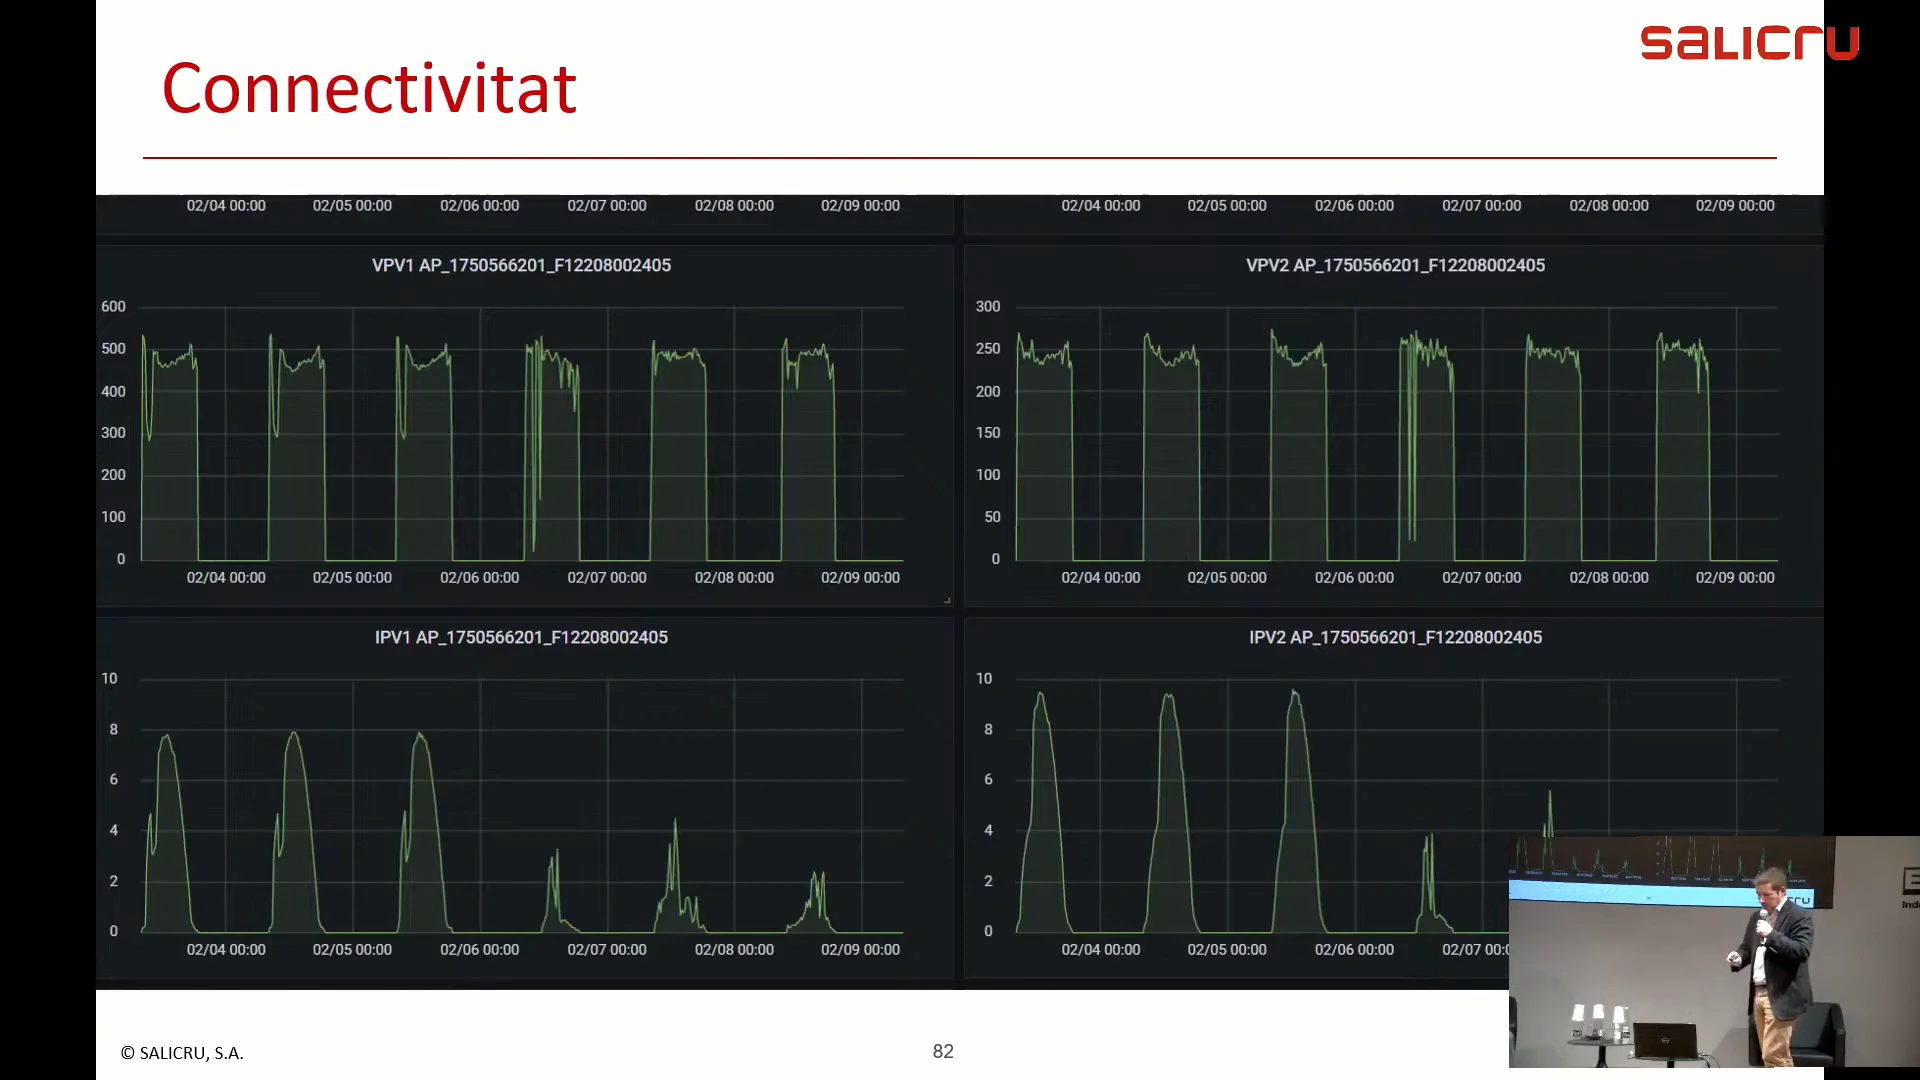 Connectivitat
SALICRU
02/04 00:00 02/05 00:00 02/06 00:00 02/07 00:00 02/08 00:00 02/09 00:00
02/04 00:00 02/05 00:00 02/06 00:00 02/07 00:00 02/08 00:00 02/09 00:00
VPV1 AP_1750566201_F12208002405
600
500
400
300
200
100
0
02/04 00:00 02/05 00:00 02/06 00:00 02/07 00:00 02/08 00:00 02/09 00:00
VPV2 AP_1750566201_F12208002405
300
250
200
150
100
50
0
02/04 00:00 02/05 00:00 02/06 00:00 02/07 00:00 02/08 00:00 02/09 00:00
IPV1 AP_1750566201_F12208002405
10
8
6
4
2
0
02/04 00:00 02/05 00:00 02/06 00:00 02/07 00:00 02/08 00:00 02/09 00:00
IPV2 AP_1750566201_F12208002405
10
8
6
4
2
0
02/04 00:00 02/05 00:00 02/06 00:00 02/07
© SALICRU, S.A.
82